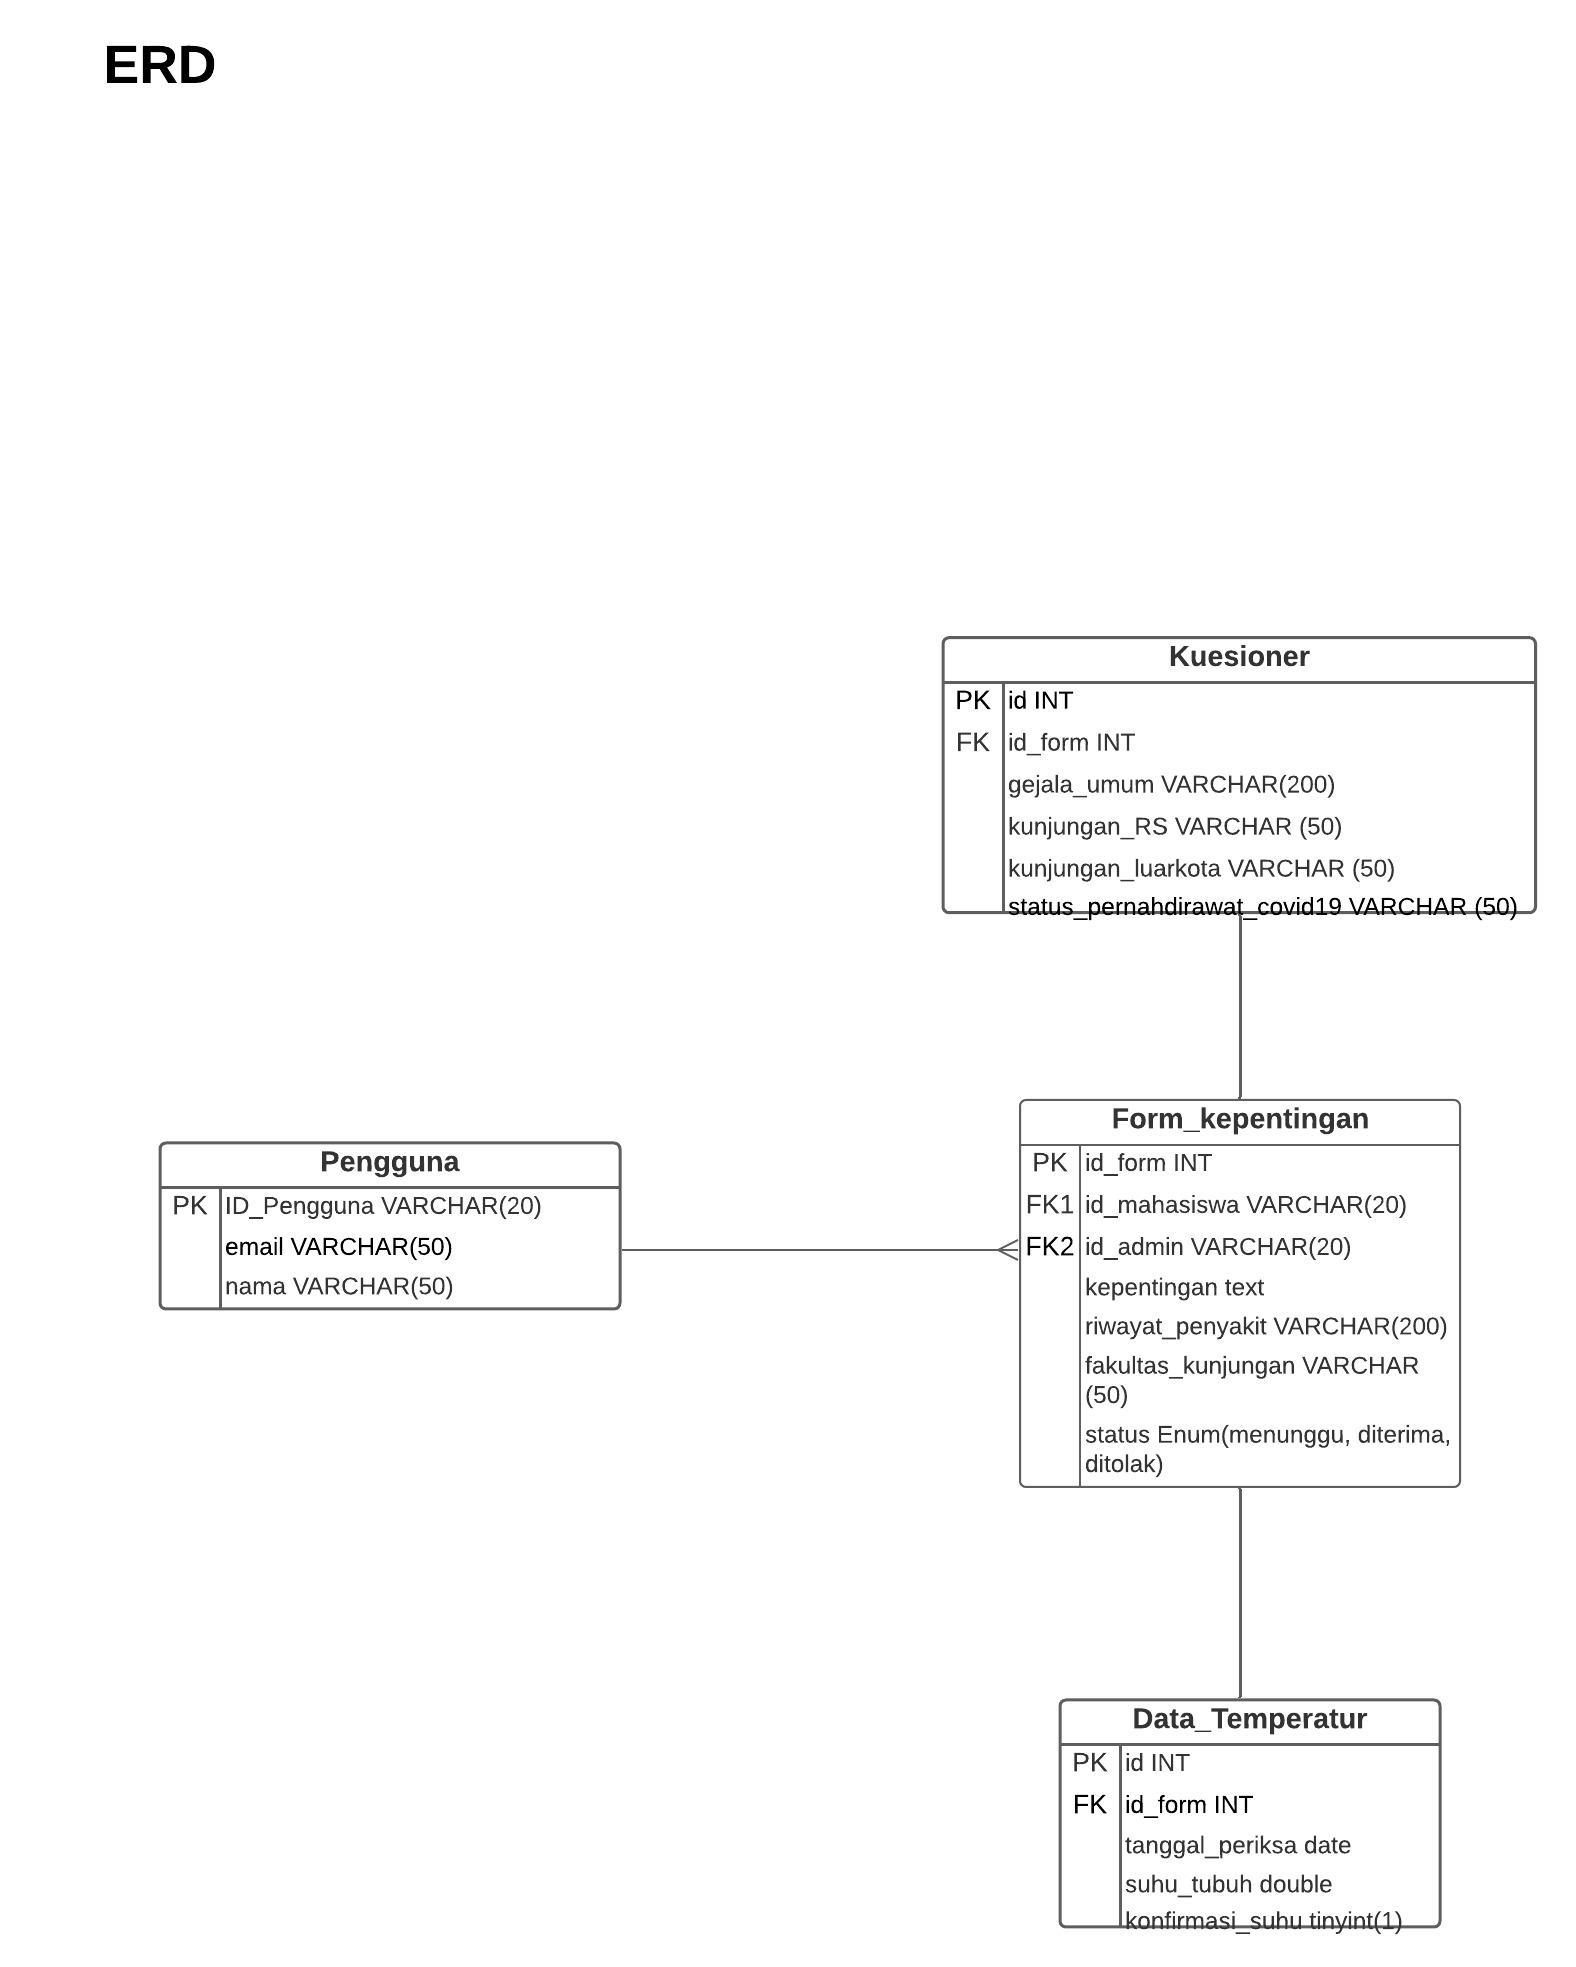 ERD
Kuesioner
PK id INT
FK id_form INT
gejala_umum VARCHAR(200)
kunjungan_RS VARCHAR (50)
kunjungan_luarkota VARCHAR (50)
status_pernahdirawat_covid19 VARCHAR (50)
Pengguna
PK ID_Pengguna VARCHAR(20)
email VARCHAR(50)
nama VARCHAR(50)
Form_kepentingan
PK id_form INT
FK1 id_mahasiswa VARCHAR(20)
FK2 id_admin VARCHAR(20)
kepentingan text
riwayat_penyakit VARCHAR(200)
fakultas_kunjungan VARCHAR
(50)
status Enum(menunggu, diterima,
ditolak)
Data_Temperatur
PK id INT
FK id_form INT
tanggal_periksa date
suhu_tubuh double
konfirmasi_suhu tinyint(1)